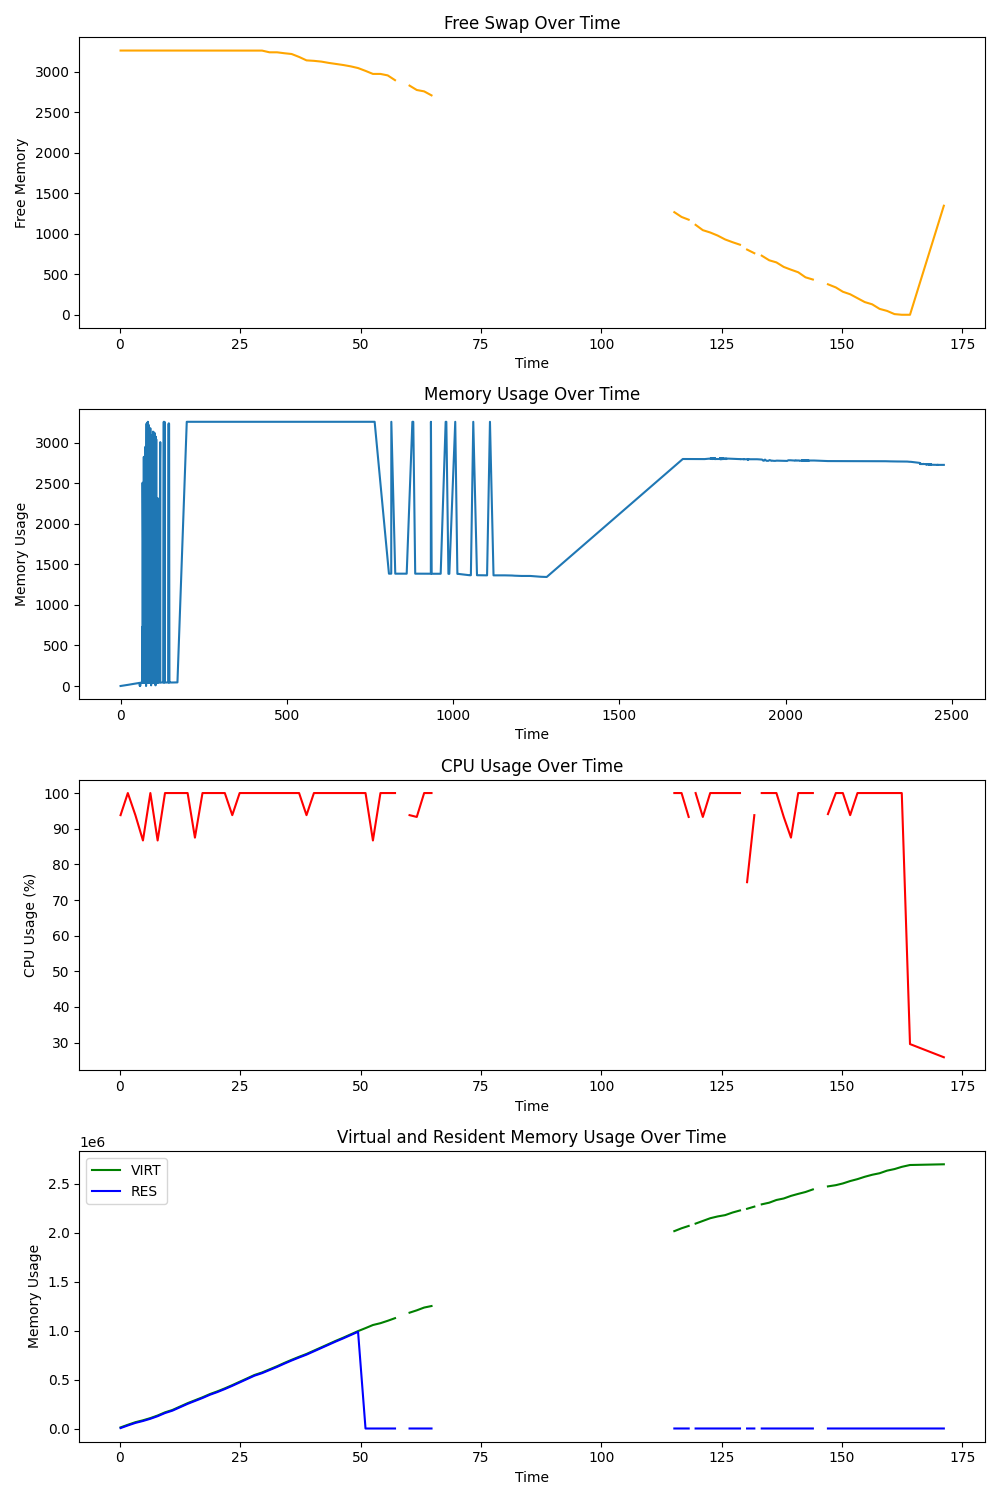 Free Swap Over Time
Free Memory
3000
2500
2000
1500
1000
500
0
0 25 50 75 100 125 150 175
Time
Memory Usage Over Time
Memory Usage
3000
2500
2000
1500
1000
500
0
0 500 1000 1500 2000 2500
Time
CPU Usage Over Time
CPU Usage (%)
100
90
80
70
60
50
40
30
0 25 50 75 100 125 150 175
Time
Virtual and Resident Memory Usage Over Time
1e6
VIRT
RES
Memory Usage
2.5
2.0
1.5
1.0
0.5
0.0
0 25 50 75 100 125 150 175
Time